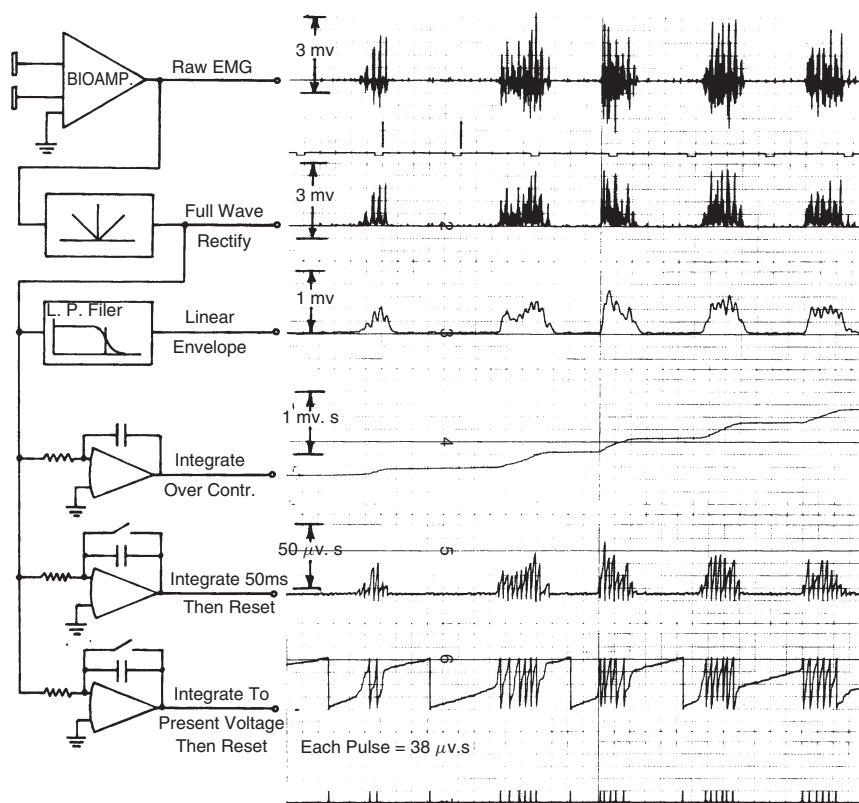 BIOAMP.
Raw EMG
3 mv
Full Wave
Rectify
3 mv
2
L. P. Filer
Linear
Envelope
1 mv
3
Integrate
Over Contr.
1 mv. s
4
Integrate 50ms
Then Reset
50 μv. s
5
Integrate To
Present Voltage
Then Reset
6
Each Pulse = 38 μv.s